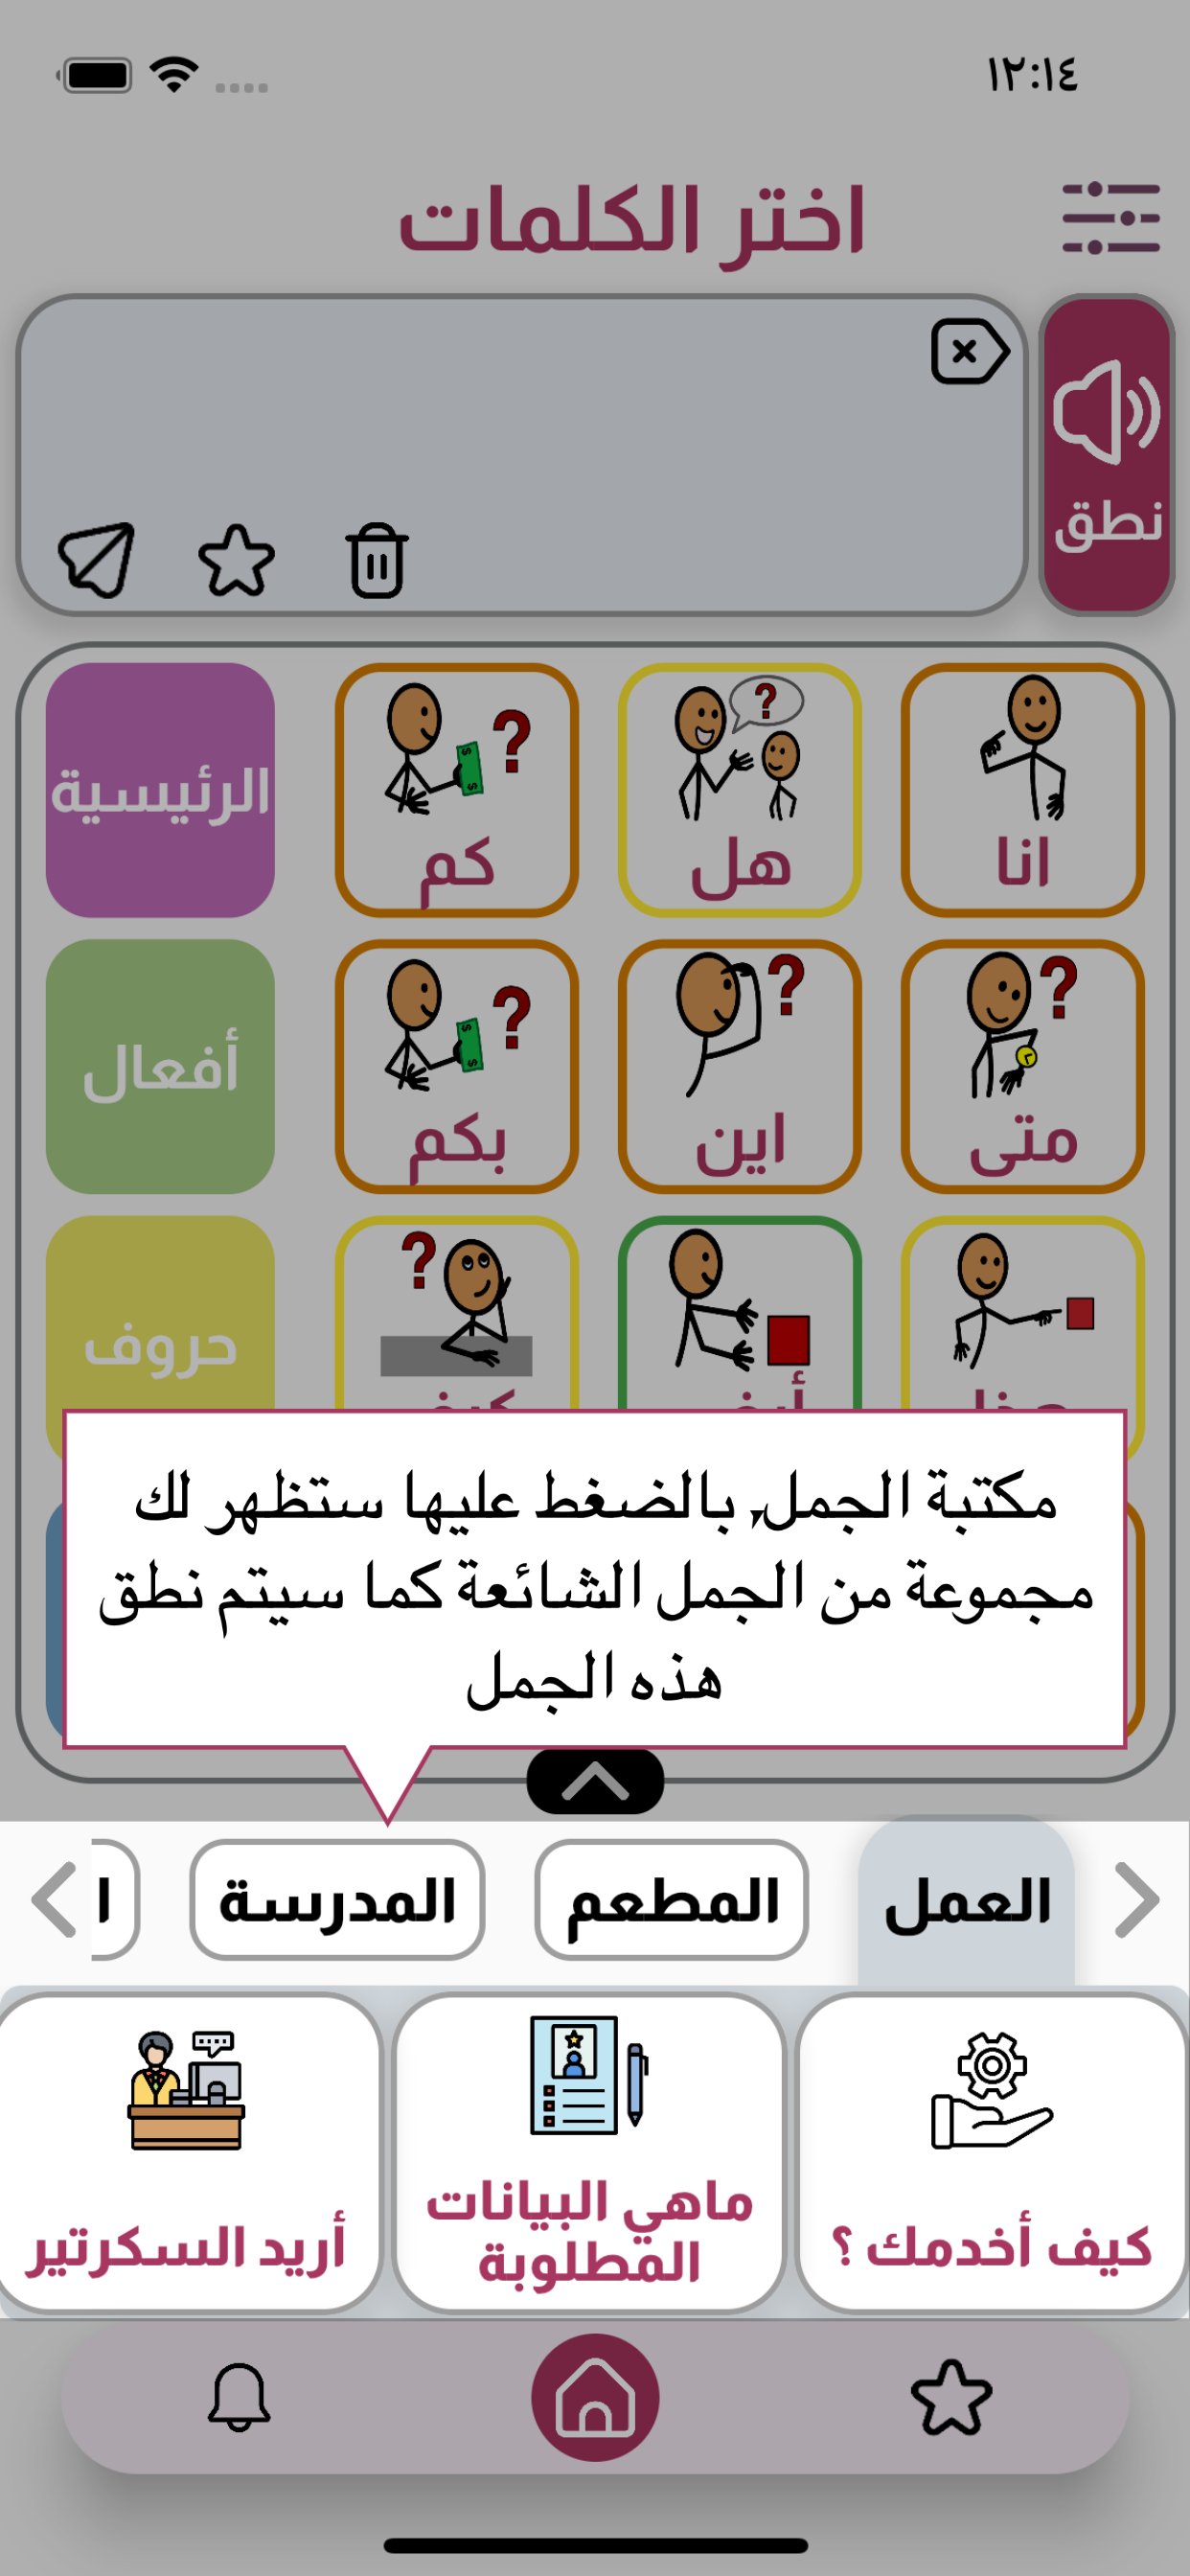 ١٢:١٤
اختر الكلمات
نطق
انا
هل
كم
الرئيسية
متى
اين
بكم
أفعال
حروف
مكتبة الجمل, بالضغط عليها ستظهر لك
مجموعة من الجمل الشائعة كما سيتم نطق
هذه الجمل
العمل
المطعم
المدرسة
كيف أخدمك ؟
ماهي البيانات
المطلوبة
أريد السكرتير